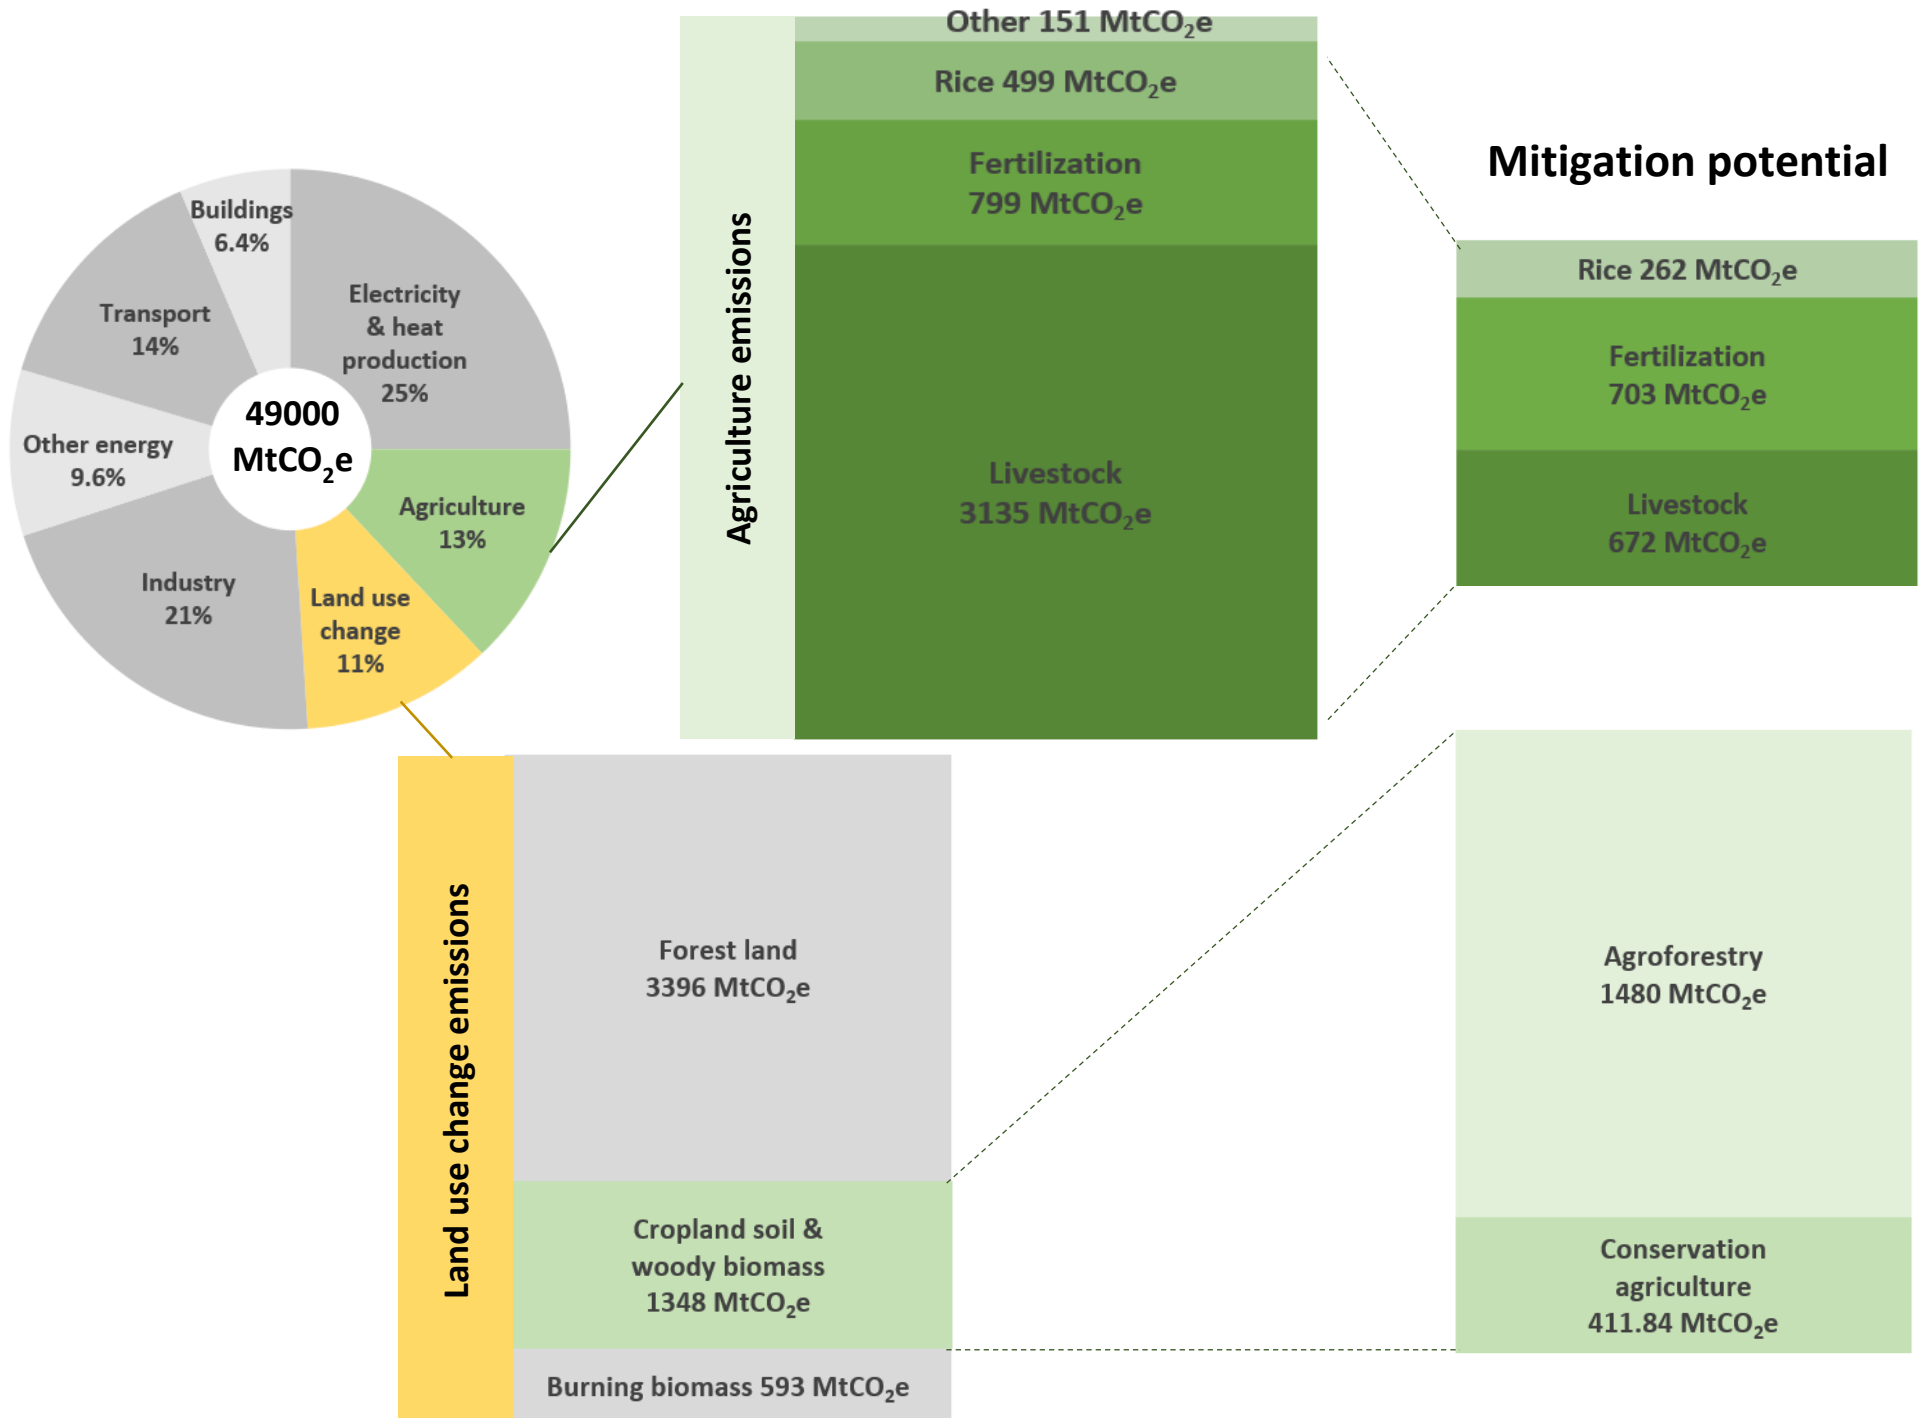 Buildings
6.4%
Electricity
& heat
production
25%
Transport
14%
Other energy
9.6%
49000
MtCO₂e
Agriculture
13%
Industry
21%
Land use
change
11%
Agriculture emissions
Other 151 MtCO₂e
Rice 499 MtCO₂e
Fertilization
799 MtCO₂e
Livestock
3135 MtCO₂e
Mitigation potential
Rice 262 MtCO₂e
Fertilization
703 MtCO₂e
Livestock
672 MtCO₂e
Land use change emissions
Forest land
3396 MtCO₂e
Cropland soil &
woody biomass
1348 MtCO₂e
Burning biomass 593 MtCO₂e
Agroforestry
1480 MtCO₂e
Conservation
agriculture
411.84 MtCO₂e